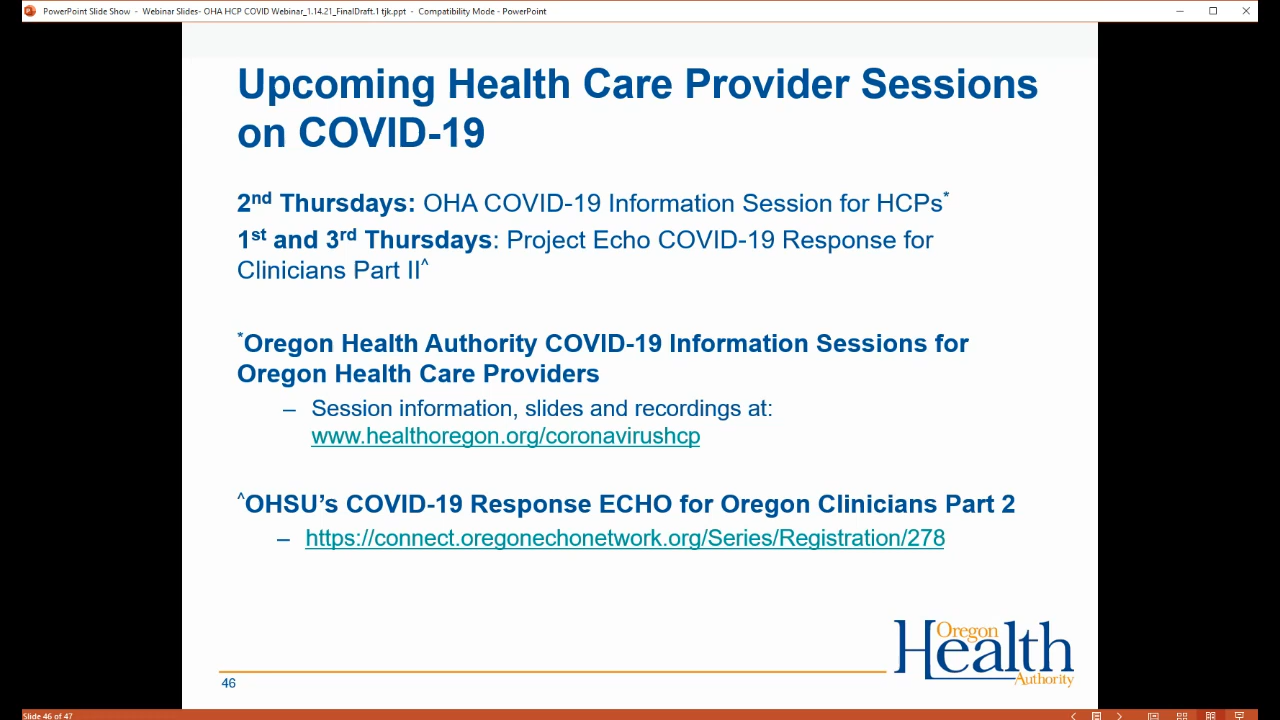 PowerPoint Slide Show - Webinar Slides- OHA HCP COVID Webinar_1.14.21_FinalDraft.1 tjk.ppt - Compatibility Mode - PowerPoint
Upcoming Health Care Provider Sessions
on COVID-19
2nd Thursdays: OHA COVID-19 Information Session for HCPs*
1st and 3rd Thursdays: Project Echo COVID-19 Response for
Clinicians Part II^
*Oregon Health Authority COVID-19 Information Sessions for
Oregon Health Care Providers
– Session information, slides and recordings at:
www.healthoregon.org/coronavirushcp
^OHSU’s COVID-19 Response ECHO for Oregon Clinicians Part 2
– https://connect.oregonechonetwork.org/Series/Registration/278
Oregon
Health
Authority
46
Slide 46 of 47